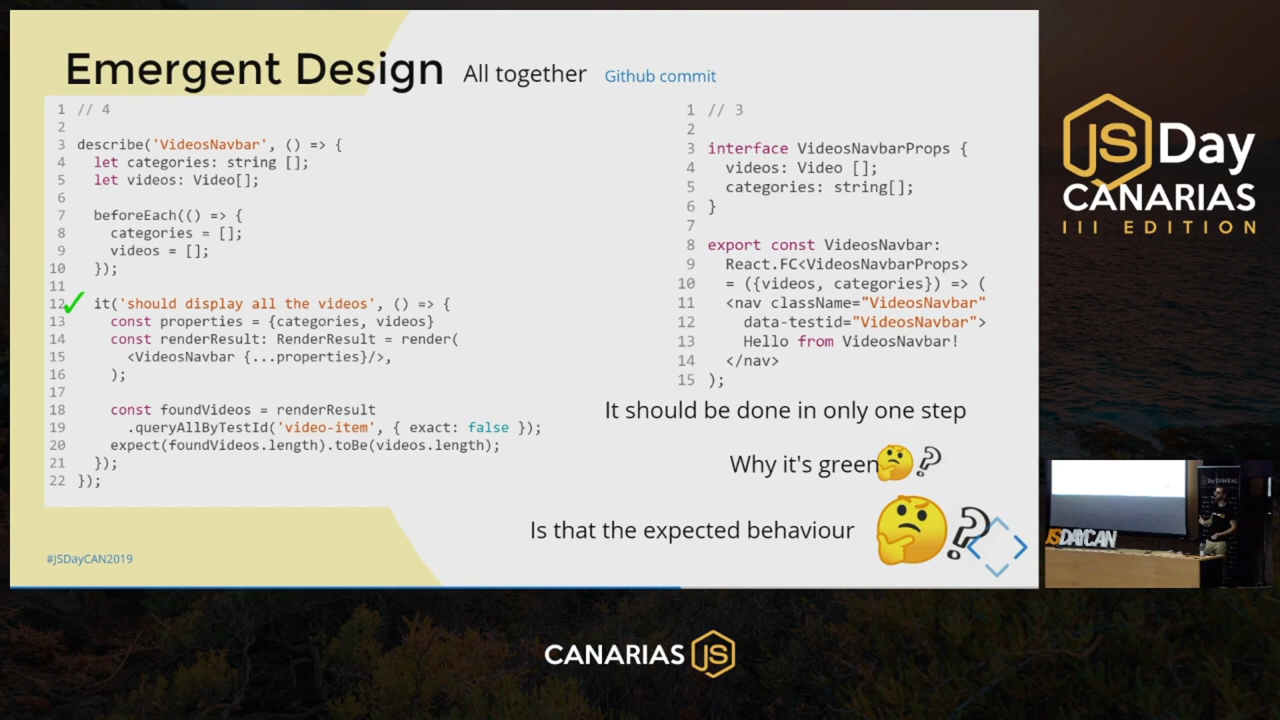 Emergent Design All together Github commit
1 // 4
2
3 describe('VideosNavbar', () => {
4 let categories: string [];
5 let videos: Video[];
6
7 beforeEach(() => {
8 categories = [];
9 videos = [];
10 });
11
12 it('should display all the videos', () => {
13 const properties = {categories, videos}
14 const renderResult: RenderResult = render(
15 <VideosNavbar {...properties}/>,
16 );
17
18 const foundVideos = renderResult
19 .queryAllByTestId('video-item', { exact: false });
20 expect(foundVideos.length).toBe(videos.length);
21 });
22 });
1 // 3
2
3 interface VideosNavbarProps {
4 videos: Video [];
5 categories: string[];
6 }
7
8 export const VideosNavbar:
9 React.FC<VideosNavbarProps>
10 = ({videos, categories}) => (
11 <nav className="VideosNavbar"
12 data-testid="VideosNavbar">
13 Hello from VideosNavbar!
14 </nav>
15 );
It should be done in only one step
Why it's green
Is that the expected behaviour
#JSDayCAN2019
JS Day
CANARIAS
III EDITION
JSDAYCAN
CANARIAS JS